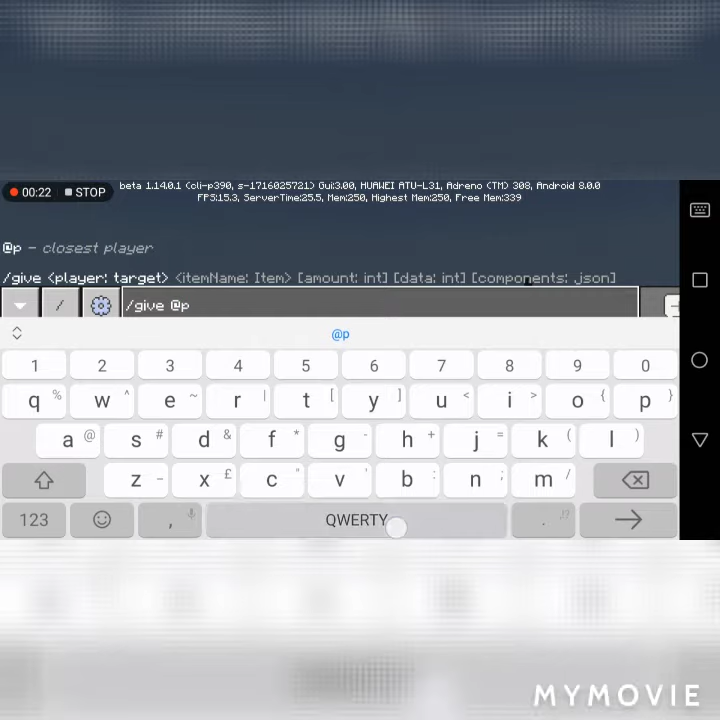 00:22 STOP
beta 1.14.0.1 (cli-p390, s-1716025721) Gui:3.00, HUAWEI ATU-L31, Adreno (TM) 308, Android 8.0.0
FPS:15.3, ServerTime:25.5, Mem:250, Highest Mem:250, Free Mem:339
@p - closest player
/give <player: target> <itemName: Item> [amount: int] [data: int] [components: json]
/ /give @p
@p
1 2 3 4 5 6 7 8 9 0
q % w ^ e ~ r | t [ y ] u < i > o { p }
a @ s # d & f * g - h + j = k ( l )
z - x £ c " v ' b : n ; m /
123 , QWERTY . !?
MYMOVIE